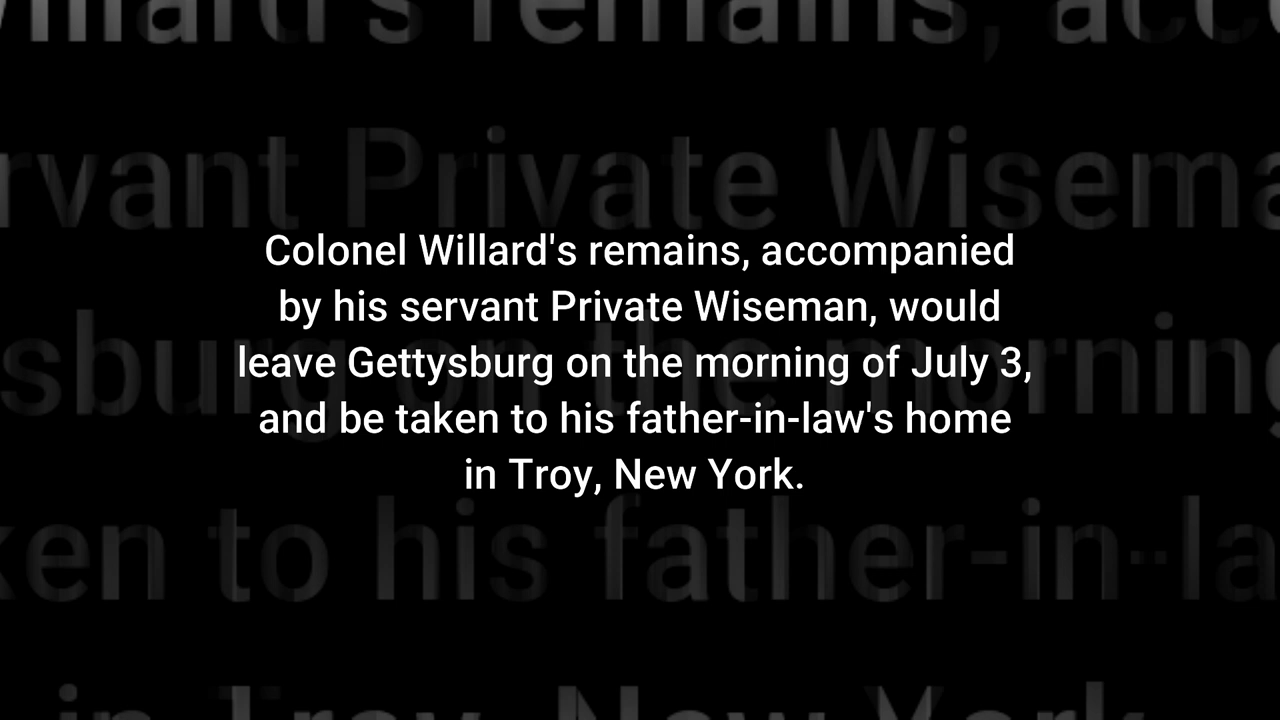 Colonel Willard's remains, accompanied
by his servant Private Wiseman, would
leave Gettysburg on the morning of July 3,
and be taken to his father-in-law's home
in Troy, New York.